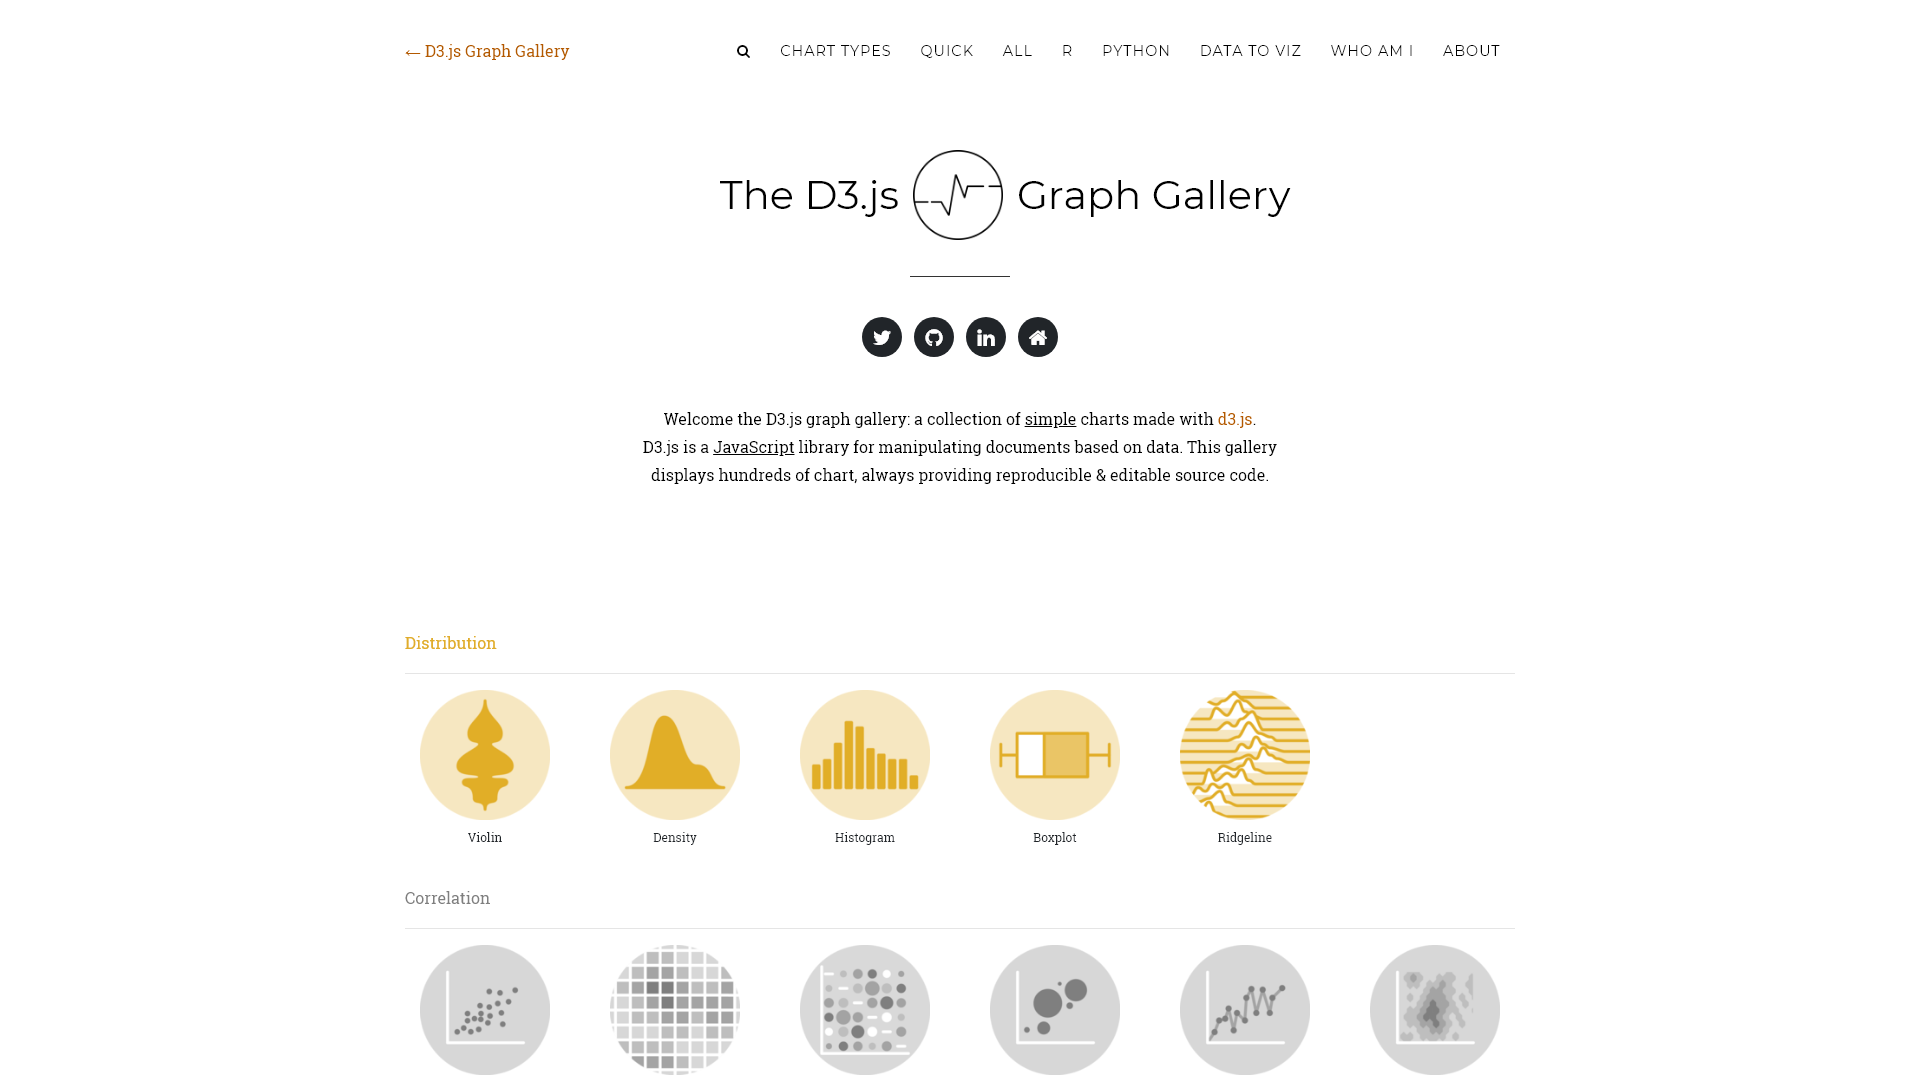 ← D3.js Graph Gallery
CHART TYPES QUICK ALL R PYTHON DATA TO VIZ WHO AM I ABOUT
The D3.js Graph Gallery
Welcome the D3.js graph gallery: a collection of simple charts made with d3.js.
D3.js is a JavaScript library for manipulating documents based on data. This gallery
displays hundreds of chart, always providing reproducible & editable source code.
Distribution
Violin Density Histogram Boxplot Ridgeline
Correlation